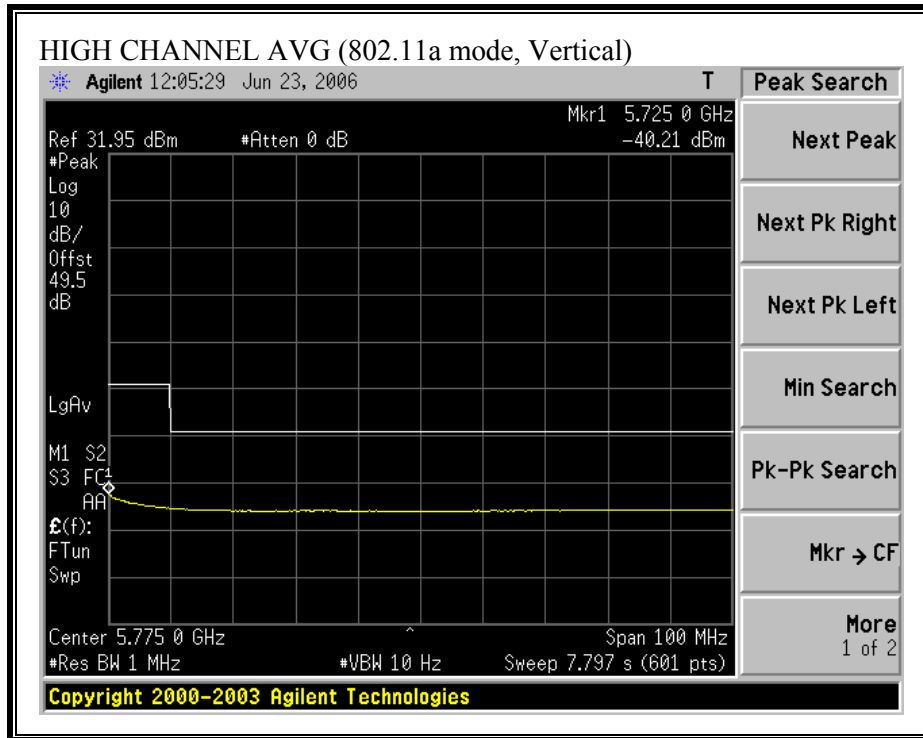 HIGH CHANNEL AVG (802.11a mode, Vertical)
Agilent 12:05:29 Jun 23, 2006 T
Peak Search
Mkr1 5.725 0 GHz
Ref 31.95 dBm #Atten 0 dB -40.21 dBm
#Peak
Log
10
dB/
Offst
49.5
dB
LgAv
M1 S2
S3 FC
AA
£(f):
FTun
Swp
1
Center 5.775 0 GHz Span 100 MHz
#Res BW 1 MHz #VBW 10 Hz Sweep 7.797 s (601 pts)
Next Peak
Next Pk Right
Next Pk Left
Min Search
Pk-Pk Search
Mkr → CF
More
1 of 2
Copyright 2000-2003 Agilent Technologies